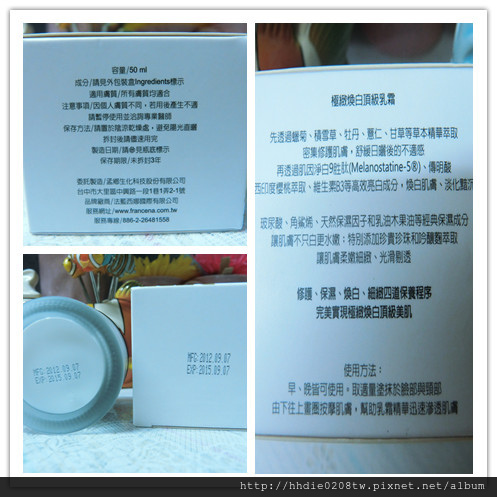 容量/50 ml
成分/請見外包裝盒Ingredients標示
適用膚質/所有膚質均適合
注意事項/因個人膚質不同，若用後產生不適
請暫停使用並洽詢專業醫師
保存方法/請置於陰涼乾燥處，避免陽光直曬
拆封後請儘速用完
製造日期/請參見瓶底標示
保存期限/未拆封3年
委託製造/孟鄉生化科技股份有限公司
台中市大里區中興路一段1巷1弄2-1號
品牌廠商/法藍西娜國際有限公司
服務網址/www.francena.com.tw
服務專線/886-2-26481558
MFG:2012.09.07
EXP:2015.09.07
MFG:2012.09.07
EXP:2015.09.07
極緻煥白頂級乳霜
先透過蠟菊、積雪草、牡丹、薏仁、甘草等草本精華萃取
密集修護肌膚，舒緩日曬後的不適感
再透過肌因淨白9胜肽(Melanostatine-5®)、傳明酸
西印度櫻桃萃取、維生素B3等高效亮白成分，煥白肌膚、淡化黯沉
玻尿酸、角鯊烯、天然保濕因子和乳油木果油等經典保濕成分
讓肌膚不只白更水嫩；特別添加珍貴珍珠和吟釀麴萃取
讓肌膚柔嫩細緻、光滑剔透
修護、保濕、煥白、細緻四道保養程序
完美實現極緻煥白頂級美肌
使用方法：
早、晚皆可使用，取適量塗抹於臉部與頸部
由下往上畫圈按摩肌膚，幫助乳霜精華迅速滲透肌膚
http://hhdie0208tw.pixnet.net/album